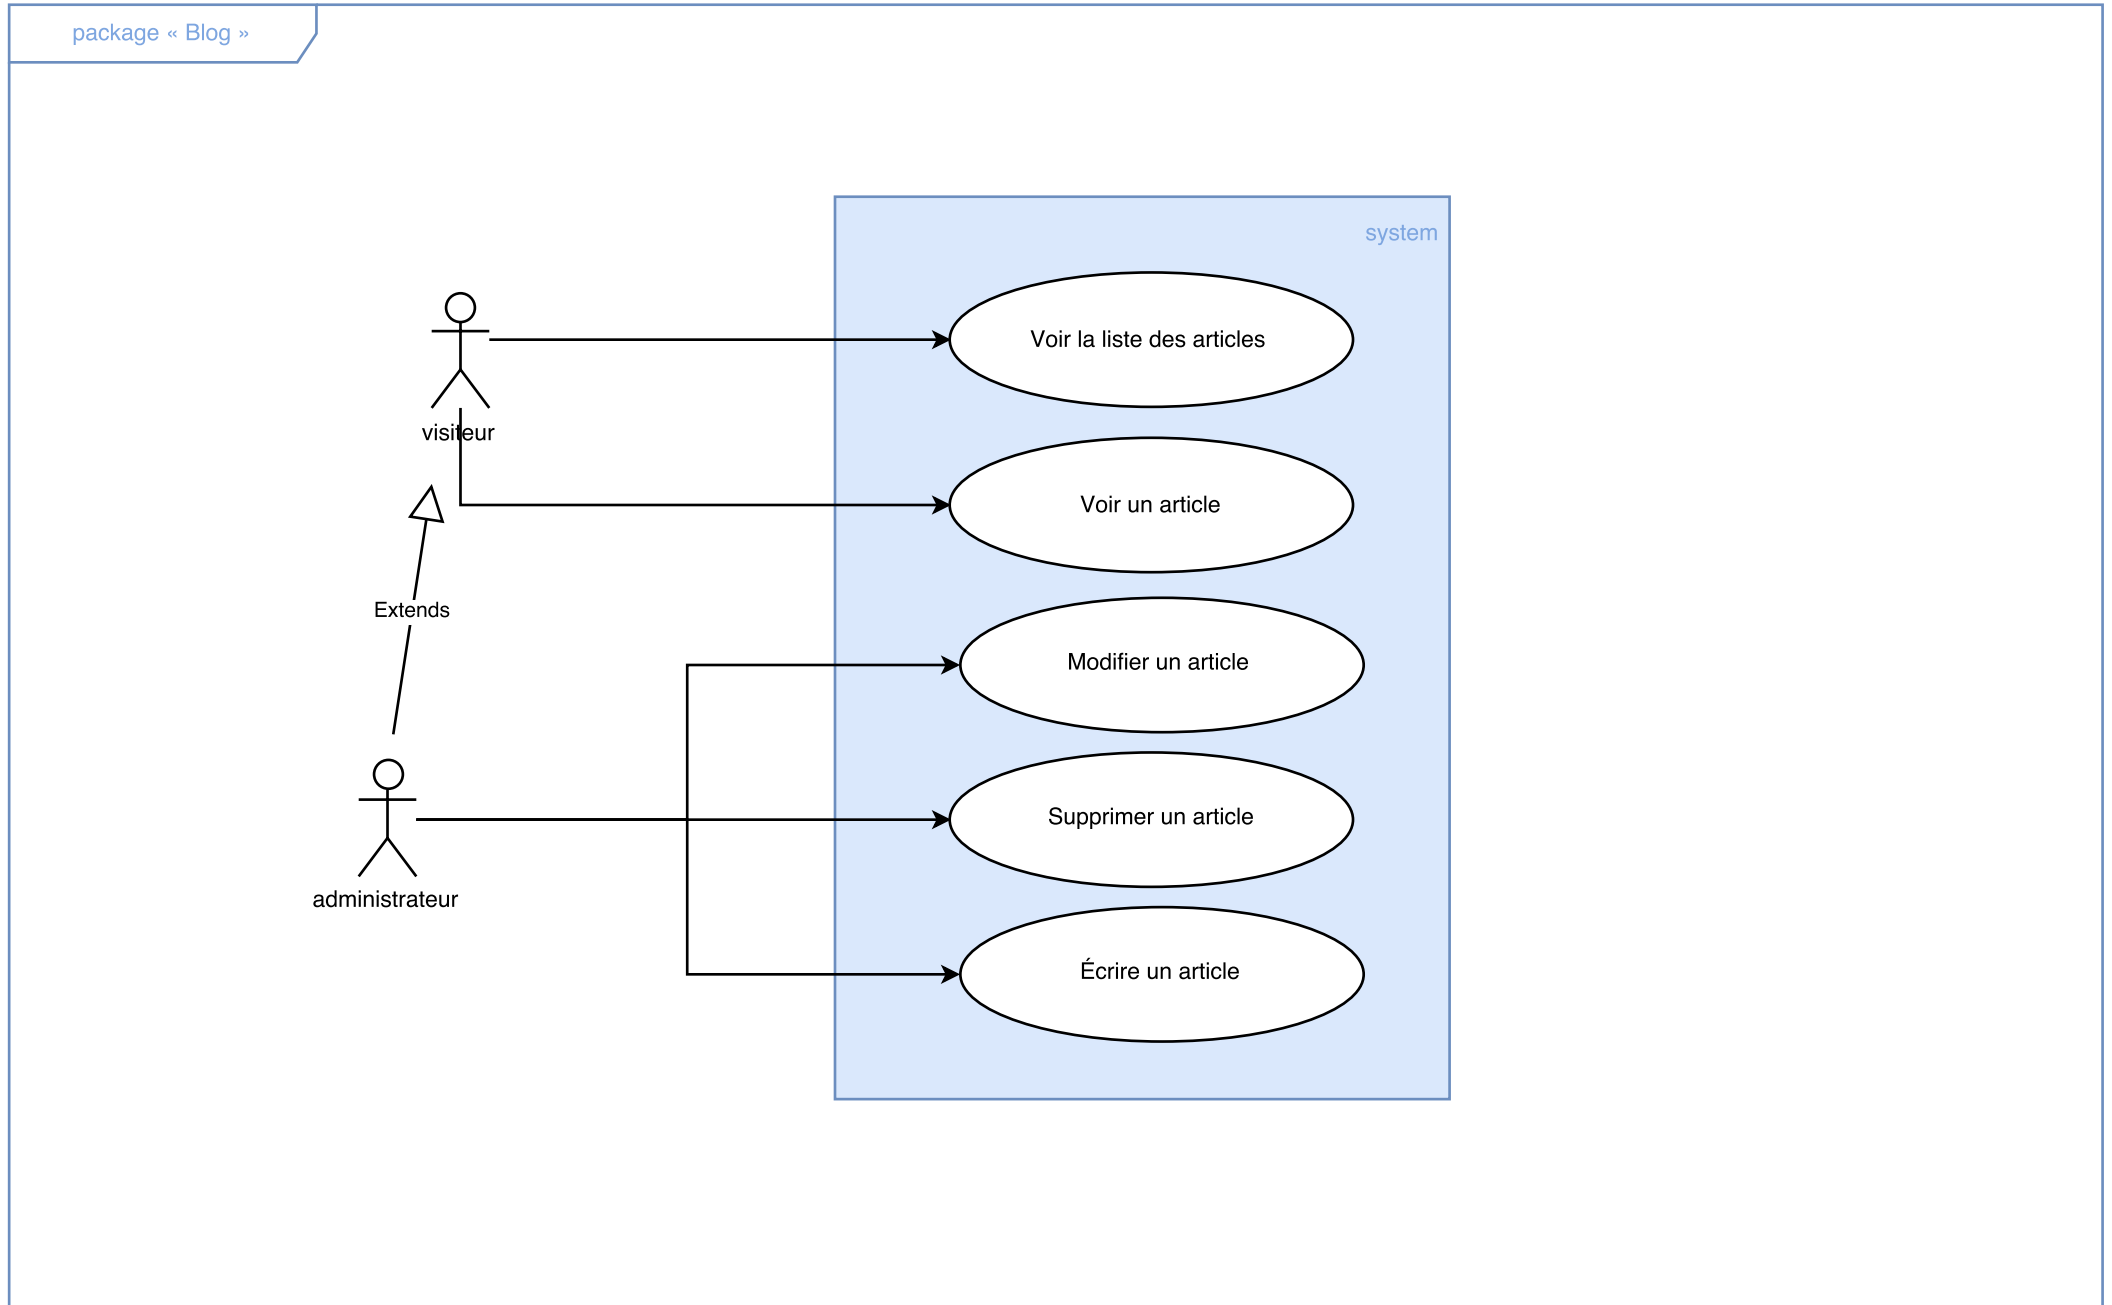 package « Blog »
system
Voir la liste des articles
visiteur
Voir un article
Extends
Modifier un article
Supprimer un article
administrateur
Écrire un article